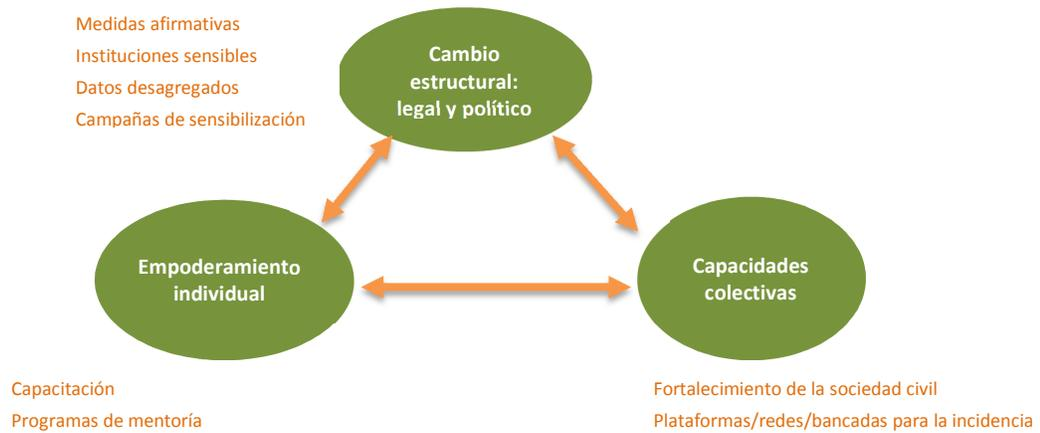 Medidas afirmativas
Instituciones sensibles
Datos desagregados
Campañas de sensibilización
Cambio
estructural:
legal y político
Empoderamiento
individual
Capacidades
colectivas
Capacitación
Programas de mentoría
Fortalecimiento de la sociedad civil
Plataformas/redes/bancadas para la incidencia